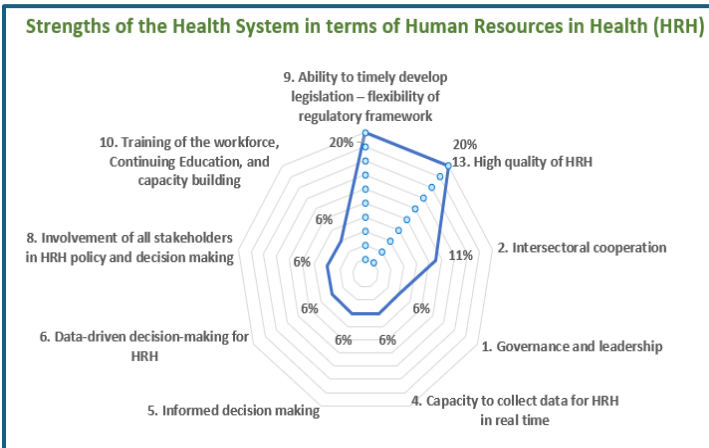 Strengths of the Health System in terms of Human Resources in Health (HRH)
9. Ability to timely develop
legislation – flexibility of
regulatory framework
20%
20%
13. High quality of HRH
10. Training of the workforce,
Continuing Education, and
capacity building
6%
8. Involvement of all stakeholders
in HRH policy and decision making
6%
11%
2. Intersectoral cooperation
6%
6%
6. Data-driven decision-making for
HRH
6%
6%
1. Governance and leadership
5. Informed decision making
4. Capacity to collect data for HRH
in real time